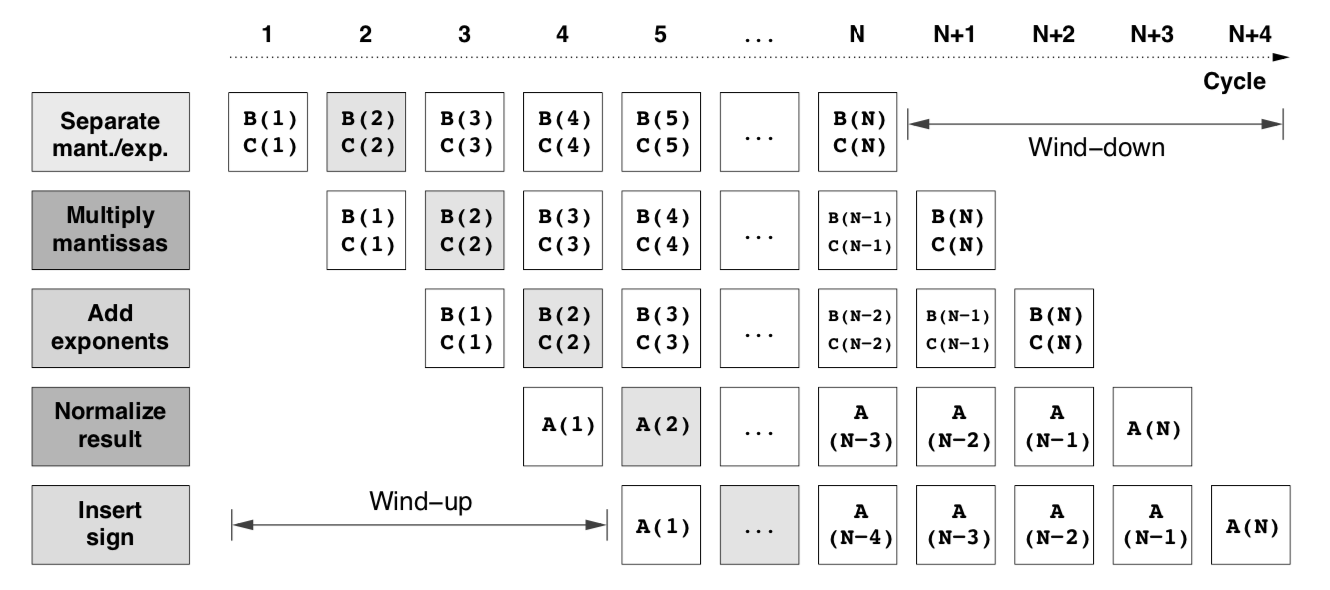 1 2 3 4 5 ... N N+1 N+2 N+3 N+4
Cycle
Separate
mant./exp.
B(1) B(2) B(3) B(4) B(5) ... B(N)
C(1) C(2) C(3) C(4) C(5) C(N)
Wind−down
Multiply
mantissas
B(1) B(2) B(3) B(4) ... B(N−1) B(N)
C(1) C(2) C(3) C(4) C(N−1) C(N)
Add
exponents
B(1) B(2) B(3) ... B(N−2) B(N−1) B(N)
C(1) C(2) C(3) C(N−2) C(N−1) C(N)
Normalize
result
A(1) A(2) ... A A A A(N)
(N−3) (N−2) (N−1)
Insert
sign
Wind−up
A(1) ... A A A A A(N)
(N−4) (N−3) (N−2) (N−1)